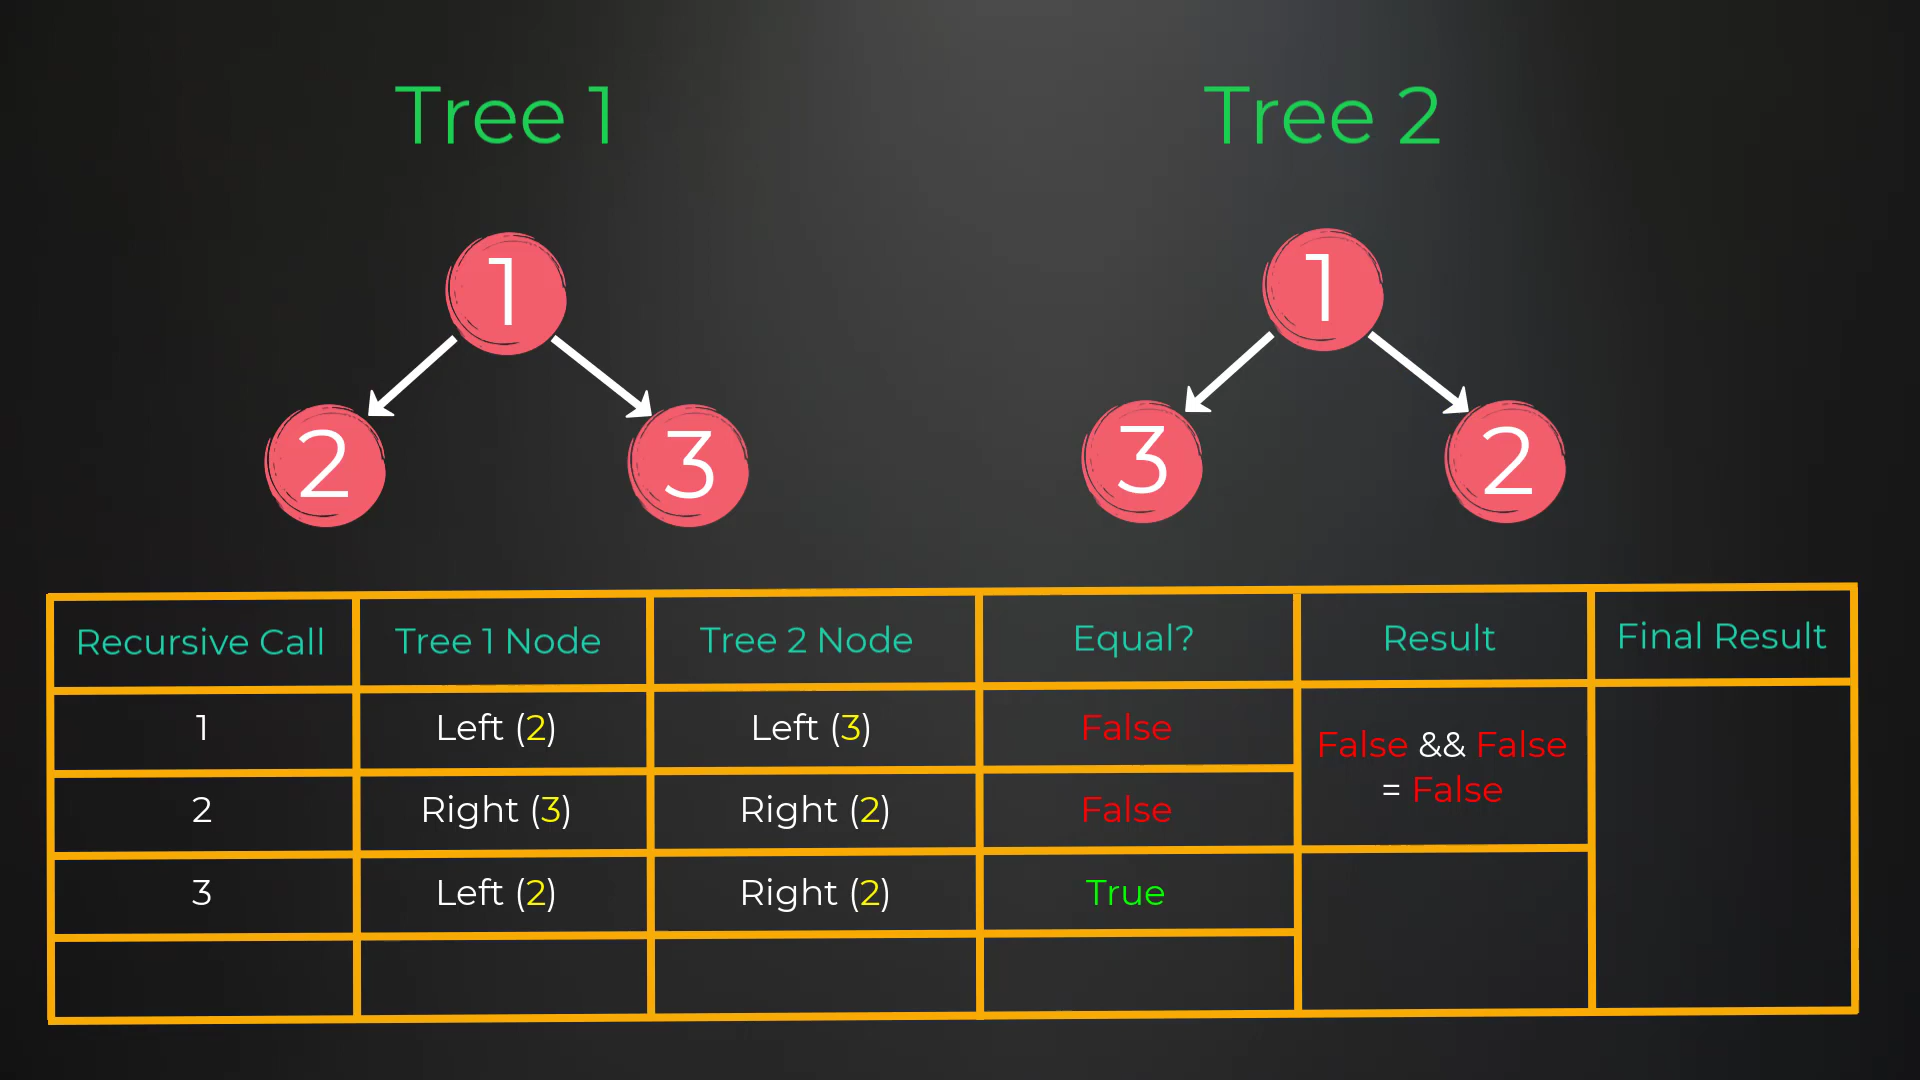 Tree 1
Tree 2
1
1
2
3
3
2
Recursive Call
Tree 1 Node
Tree 2 Node
Equal?
Result
Final Result
1
Left (2)
Left (3)
False
False && False
= False
2
Right (3)
Right (2)
False
3
Left (2)
Right (2)
True